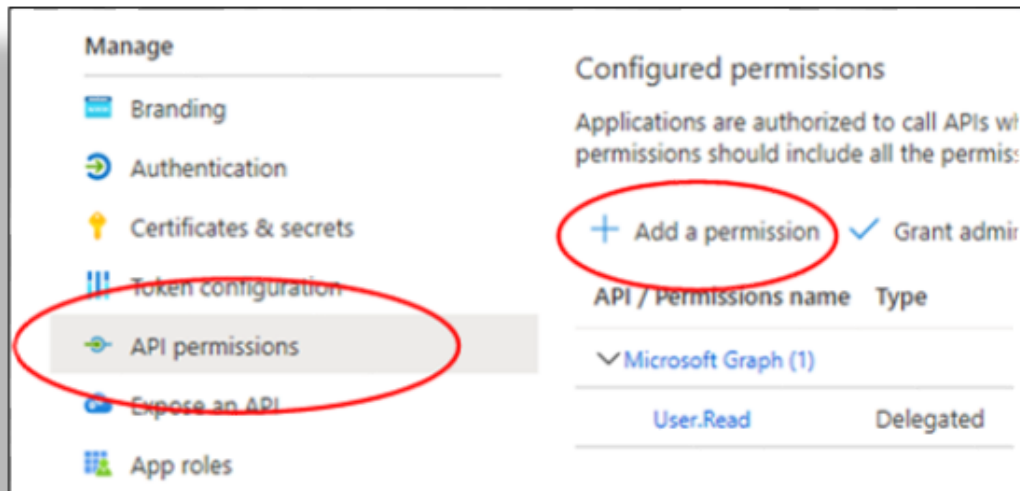 Manage
Branding
Authentication
Certificates & secrets
Token configuration
API permissions
Expose an API
App roles
Configured permissions
Applications are authorized to call APIs wh
permissions should include all the permis
+ Add a permission ✓ Grant admin
API / Permissions name Type
Microsoft Graph (1)
User.Read Delegated